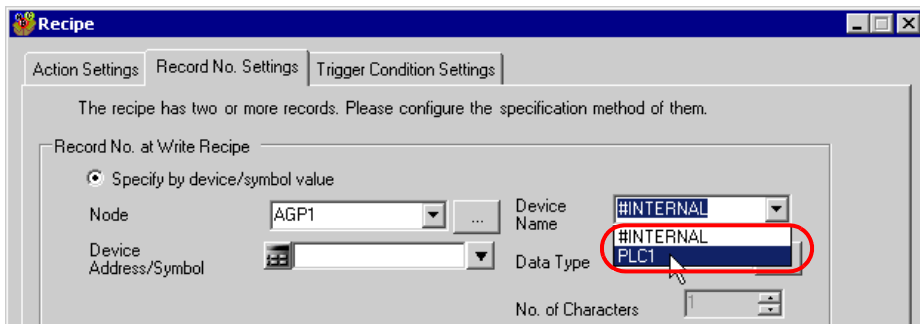 Recipe
Action Settings Record No. Settings Trigger Condition Settings
The recipe has two or more records. Please configure the specification method of them.
Record No. at Write Recipe
Specify by device/symbol value
Node AGP1 ... Device Name #INTERNAL
#INTERNAL
Device Address/Symbol Data Type PLC1
No. of Characters 1